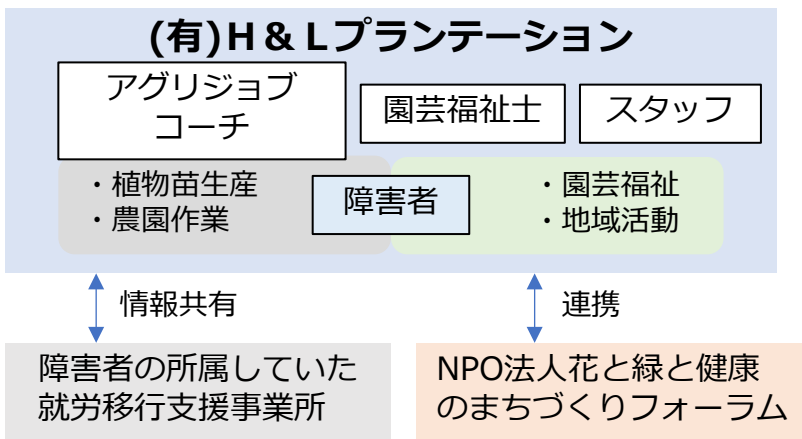 (有)Ｈ＆Ｌプランテーション
アグリジョブ
コーチ
園芸福祉士
スタッフ
・植物苗生産
・農園作業
障害者
・園芸福祉
・地域活動
情報共有
連携
障害者の所属していた
就労移行支援事業所
NPO法人花と緑と健康
のまちづくりフォーラム